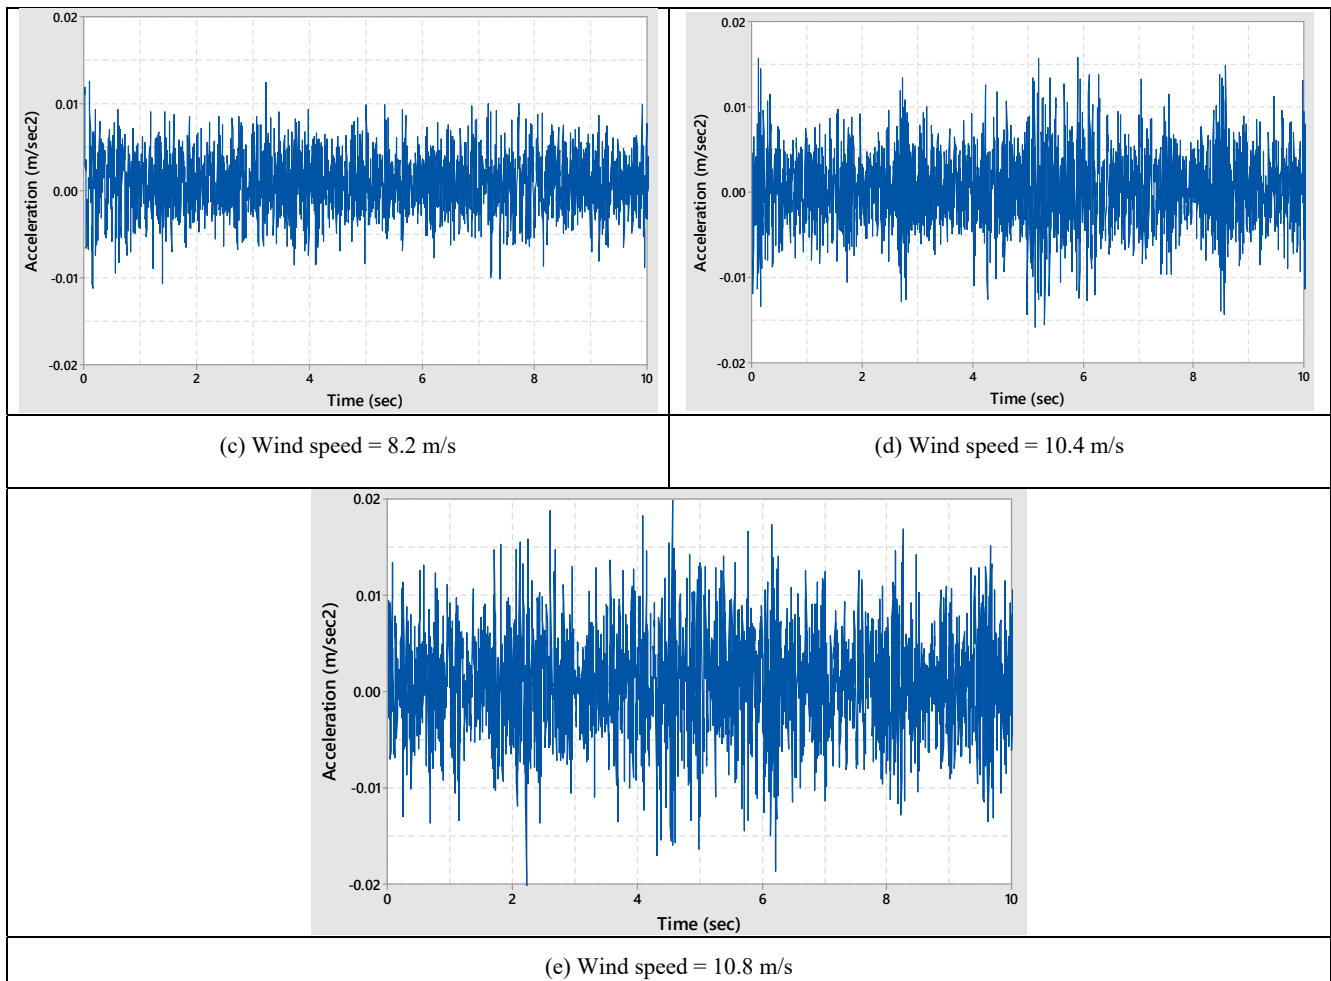 0.02
0.01
0.00
-0.01
-0.02
Acceleration (m/sec2)
0 2 4 6 8 10
Time (sec)
0.02
0.01
0.00
-0.01
-0.02
Acceleration (m/sec2)
0 2 4 6 8 10
Time (sec)
(c) Wind speed = 8.2 m/s
(d) Wind speed = 10.4 m/s
0.02
0.01
0.00
-0.01
-0.02
Acceleration (m/sec2)
0 2 4 6 8 10
Time (sec)
(e) Wind speed = 10.8 m/s